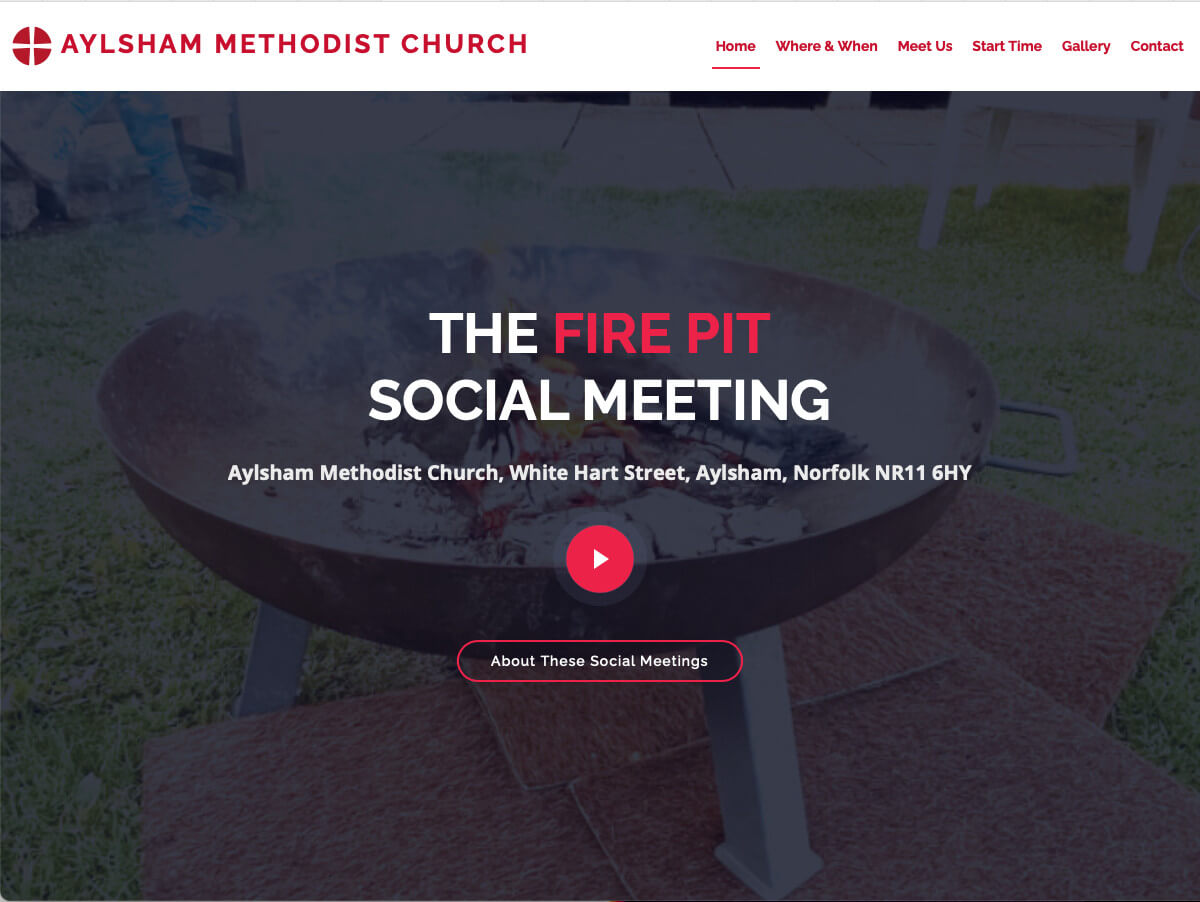 AYLSHAM METHODIST CHURCH
Home Where & When Meet Us Start Time Gallery Contact
THE FIRE PIT
SOCIAL MEETING
Aylsham Methodist Church, White Hart Street, Aylsham, Norfolk NR11 6HY
About These Social Meetings